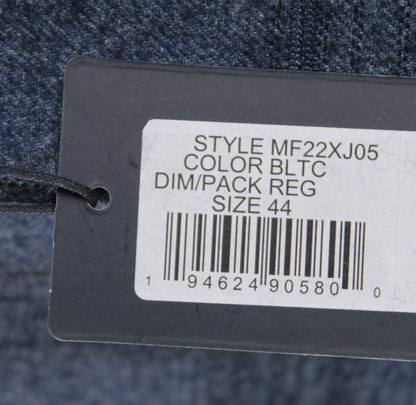 STYLE MF22XJ05
COLOR BLTC
DIM/PACK REG
SIZE 44
1 94624 90580 0